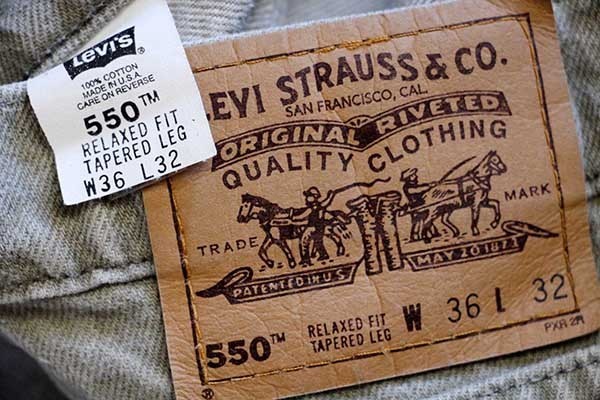 Levi's ®
100% COTTON
MADE IN U.S.A.
CARE ON REVERSE
550™
RELAXED FIT
TAPERED LEG
W36 L32
EVI STRAUSS & CO.
SAN FRANCISCO, CAL.
ORIGINAL RIVETED
QUALITY CLOTHING
TRADE MARK
PATENTED IN U.S. MAY 20 1873
550™ RELAXED FIT TAPERED LEG W 36 L 32
® PXR 2R